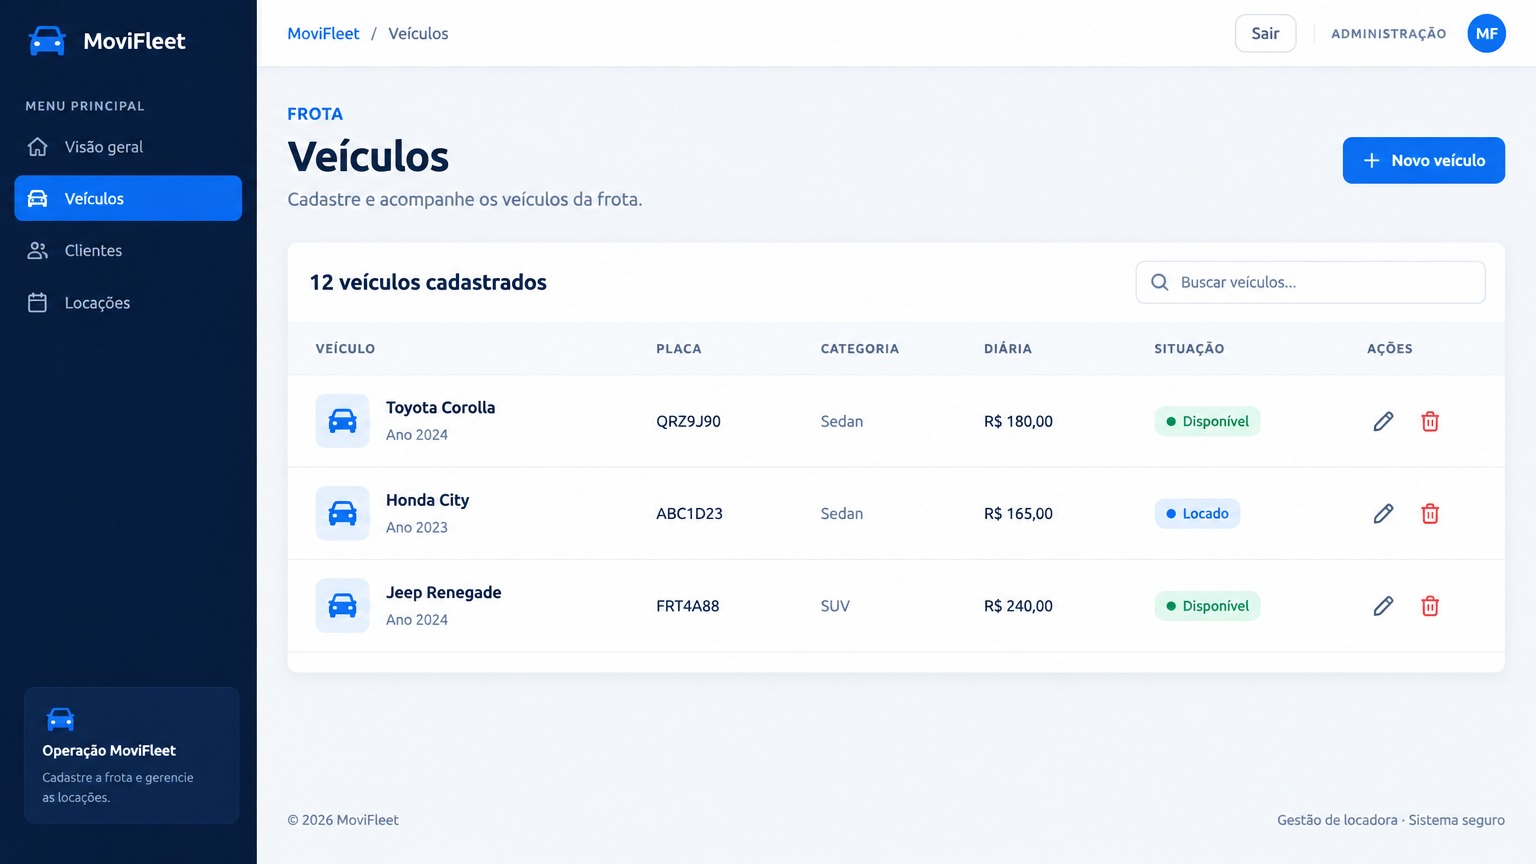 MoviFleet
MENU PRINCIPAL
Visão geral
Veículos
Clientes
Locações
Operação MoviFleet
Cadastre a frota e gerencie
as locações.
MoviFleet / Veículos
Sair
ADMINISTRAÇÃO
MF
FROTA
Veículos
Cadastre e acompanhe os veículos da frota.
+ Novo veículo
12 veículos cadastrados
Buscar veículos...
VEÍCULO PLACA CATEGORIA DIÁRIA SITUAÇÃO AÇÕES
Toyota Corolla
Ano 2024
QRZ9J90 Sedan R$ 180,00 Disponível
Honda City
Ano 2023
ABC1D23 Sedan R$ 165,00 Locado
Jeep Renegade
Ano 2024
FRT4A88 SUV R$ 240,00 Disponível
© 2026 MoviFleet
Gestão de locadora · Sistema seguro